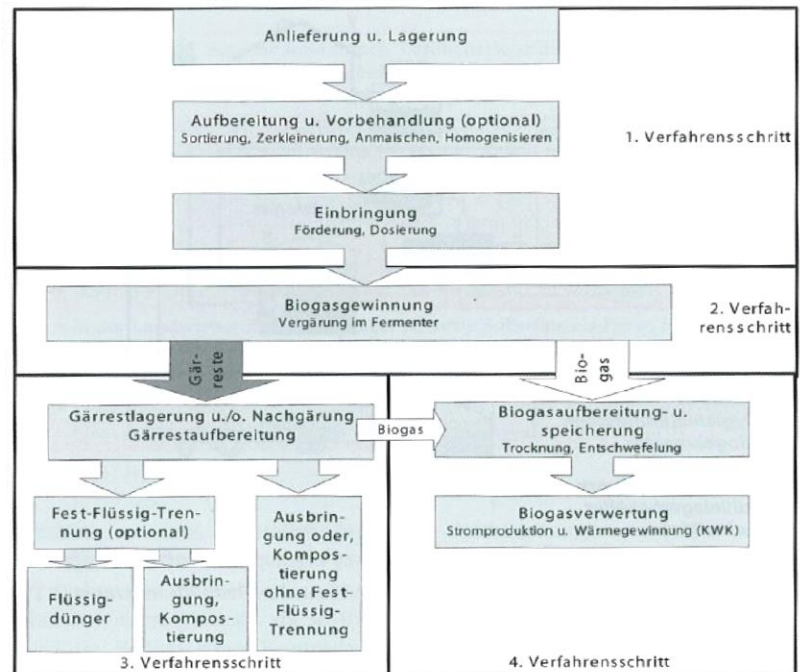 Anlieferung u. Lagerung
Aufbereitung u. Vorbehandlung (optional)
Sortierung, Zerkleinerung, Anmaischen, Homogenisieren
1. Verfahrensschritt
Einbringung
Förderung, Dosierung
Biogasgewinnung
Vergärung im Fermenter
2. Verfah-
rensschritt
Gär-
reste
Bio-
gas
Gärrestlagerung u./o. Nachgärung
Gärrestaufbereitung
Biogas
Biogasaufbereitung- u.
speicherung
Trocknung, Entschwefelung
Fest-Flüssig-Tren-
nung (optional)
Ausbrin-
gung oder,
Kompos-
tierung
ohne Fest-
Flüssig-
Trennung
Biogasverwertung
Stromproduktion u. Wärmegewinnung (KWK)
Flüssig-
dünger
Ausbrin-
gung,
Kompos-
tierung
3. Verfahrensschritt
4. Verfahrensschritt